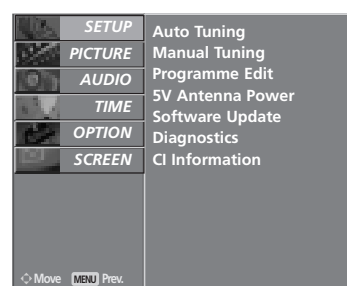 SETUP
PICTURE
AUDIO
TIME
OPTION
SCREEN
Auto Tuning
Manual Tuning
Programme Edit
5V Antenna Power
Software Update
Diagnostics
CI Information
Move MENU Prev.